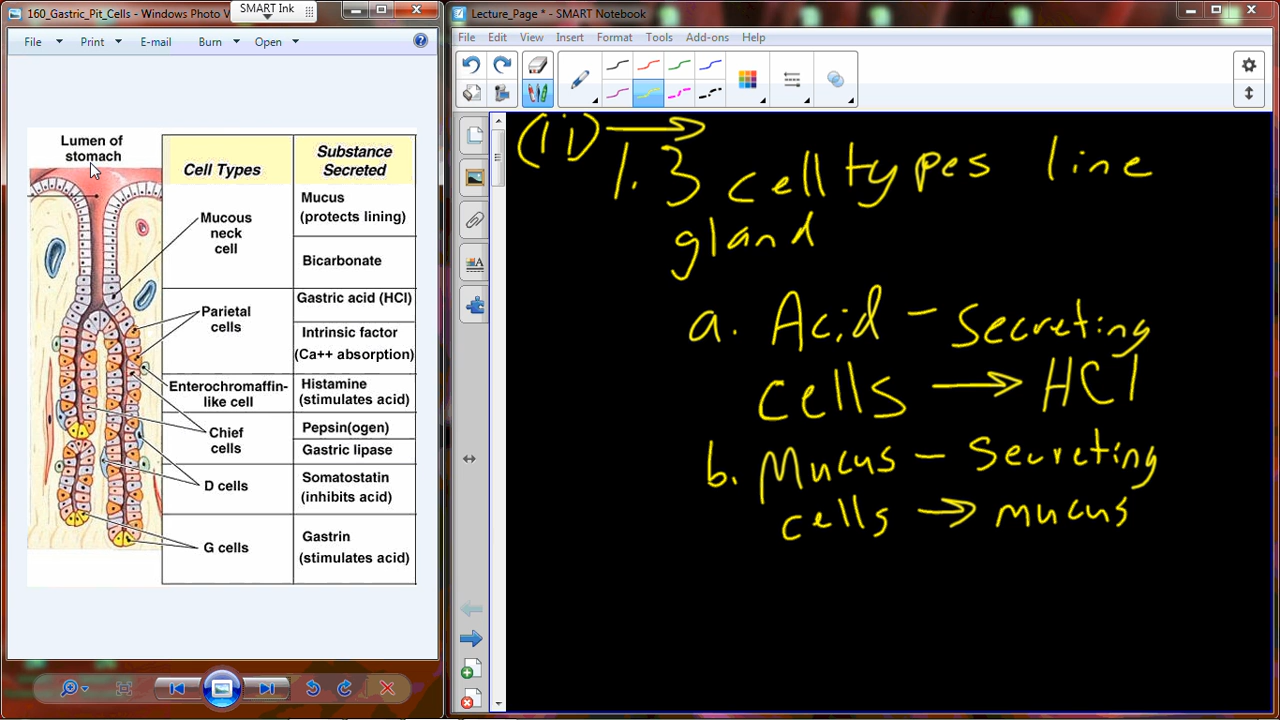 160_Gastric_Pit_Cells - Windows Photo V
SMART Ink
File Print E-mail Burn Open
Lumen of
stomach
Cell Types
Substance
Secreted
Mucous
neck
cell
Mucus
(protects lining)
Bicarbonate
Parietal
cells
Gastric acid (HCl)
Intrinsic factor
(Ca++ absorption)
Enterochromaffin-
like cell
Histamine
(stimulates acid)
Chief
cells
Pepsin(ogen)
Gastric lipase
D cells
Somatostatin
(inhibits acid)
G cells
Gastrin
(stimulates acid)
Lecture_Page * - SMART Notebook
File Edit View Insert Format Tools Add-ons Help
(ii) →
1. 3 cell types line
gland
a. Acid - Secreting
cells → HCl
b. Mucus - Secreting
cells → mucus